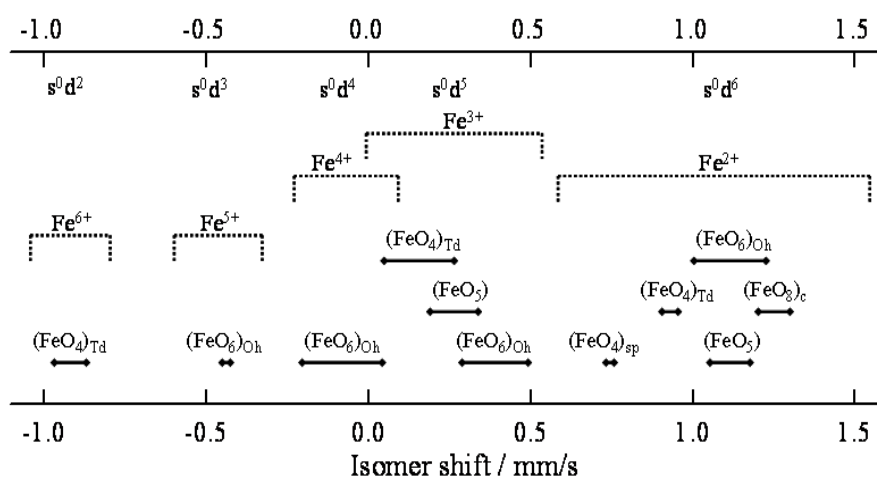 -1.0 -0.5 0.0 0.5 1.0 1.5
s⁰d² s⁰d³ s⁰d⁴ s⁰d⁵ s⁰d⁶
Fe³⁺
Fe⁴⁺ Fe²⁺
Fe⁶⁺ Fe⁵⁺
(FeO₄)Td (FeO₆)Oh
(FeO₅) (FeO₄)Td (FeO₈)c
(FeO₄)Td (FeO₆)Oh (FeO₆)Oh (FeO₆)Oh (FeO₄)sp (FeO₅)
-1.0 -0.5 0.0 0.5 1.0 1.5
Isomer shift / mm/s